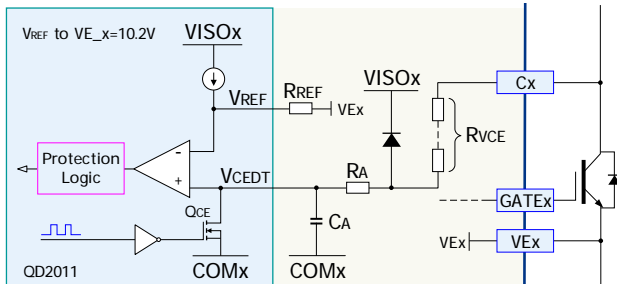 VREF to VE_x=10.2V
VISOx
VREF
RREF
VEx
VISOx
Cx
RVCE
Protection
Logic
-
+
VCEDT
RA
QCE
CA
GATEx
VEx
VEx
COMx
COMx
QD2011